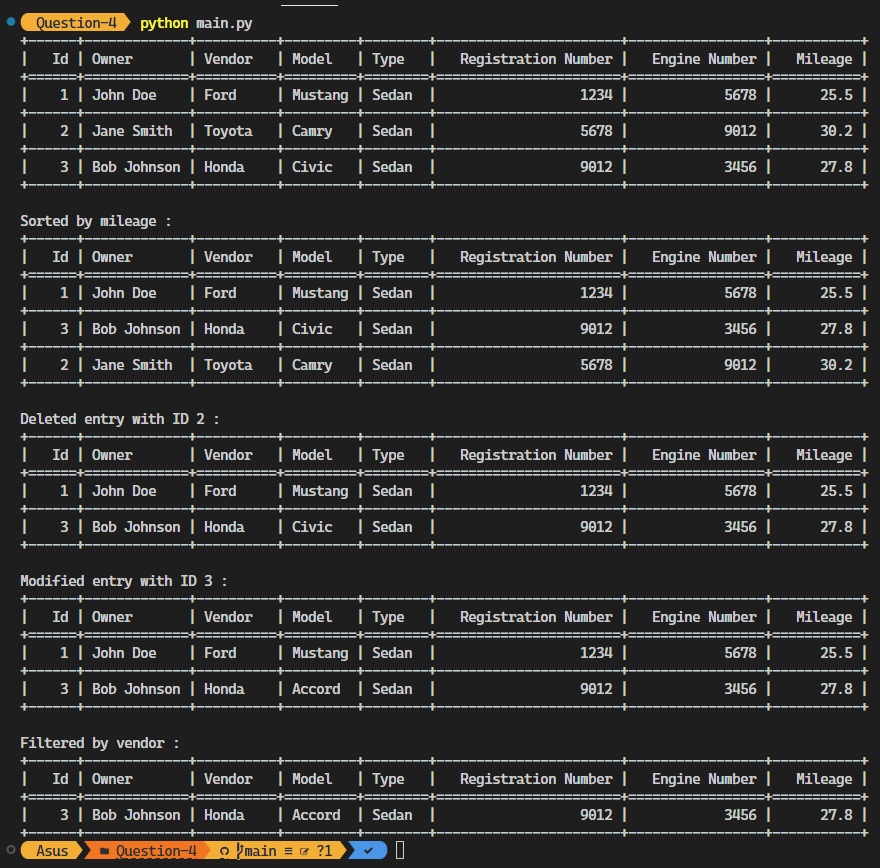 Question-4 python main.py
+------+-------------+----------+---------+--------+-----------------------+-----------------+-----------+
|   Id | Owner       | Vendor   | Model   | Type   |   Registration Number |   Engine Number |   Mileage |
+======+=============+==========+=========+========+=======================+=================+===========+
|    1 | John Doe    | Ford     | Mustang | Sedan  |                  1234 |            5678 |      25.5 |
+------+-------------+----------+---------+--------+-----------------------+-----------------+-----------+
|    2 | Jane Smith  | Toyota   | Camry   | Sedan  |                  5678 |            9012 |      30.2 |
+------+-------------+----------+---------+--------+-----------------------+-----------------+-----------+
|    3 | Bob Johnson | Honda    | Civic   | Sedan  |                  9012 |            3456 |      27.8 |
+------+-------------+----------+---------+--------+-----------------------+-----------------+-----------+
Sorted by mileage :
+------+-------------+----------+---------+--------+-----------------------+-----------------+-----------+
|   Id | Owner       | Vendor   | Model   | Type   |   Registration Number |   Engine Number |   Mileage |
+======+=============+==========+=========+========+=======================+=================+===========+
|    1 | John Doe    | Ford     | Mustang | Sedan  |                  1234 |            5678 |      25.5 |
+------+-------------+----------+---------+--------+-----------------------+-----------------+-----------+
|    3 | Bob Johnson | Honda    | Civic   | Sedan  |                  9012 |            3456 |      27.8 |
+------+-------------+----------+---------+--------+-----------------------+-----------------+-----------+
|    2 | Jane Smith  | Toyota   | Camry   | Sedan  |                  5678 |            9012 |      30.2 |
+------+-------------+----------+---------+--------+-----------------------+-----------------+-----------+
Deleted entry with ID 2 :
+------+-------------+----------+---------+--------+-----------------------+-----------------+-----------+
|   Id | Owner       | Vendor   | Model   | Type   |   Registration Number |   Engine Number |   Mileage |
+======+=============+==========+=========+========+=======================+=================+===========+
|    1 | John Doe    | Ford     | Mustang | Sedan  |                  1234 |            5678 |      25.5 |
+------+-------------+----------+---------+--------+-----------------------+-----------------+-----------+
|    3 | Bob Johnson | Honda    | Civic   | Sedan  |                  9012 |            3456 |      27.8 |
+------+-------------+----------+---------+--------+-----------------------+-----------------+-----------+
Modified entry with ID 3 :
+------+-------------+----------+---------+--------+-----------------------+-----------------+-----------+
|   Id | Owner       | Vendor   | Model   | Type   |   Registration Number |   Engine Number |   Mileage |
+======+=============+==========+=========+========+=======================+=================+===========+
|    1 | John Doe    | Ford     | Mustang | Sedan  |                  1234 |            5678 |      25.5 |
+------+-------------+----------+---------+--------+-----------------------+-----------------+-----------+
|    3 | Bob Johnson | Honda    | Accord  | Sedan  |                  9012 |            3456 |      27.8 |
+------+-------------+----------+---------+--------+-----------------------+-----------------+-----------+
Filtered by vendor :
+------+-------------+----------+---------+--------+-----------------------+-----------------+-----------+
|   Id | Owner       | Vendor   | Model   | Type   |   Registration Number |   Engine Number |   Mileage |
+======+=============+==========+=========+========+=======================+=================+===========+
|    3 | Bob Johnson | Honda    | Accord  | Sedan  |                  9012 |            3456 |      27.8 |
+------+-------------+----------+---------+--------+-----------------------+-----------------+-----------+
Asus Question-4 main ≡ ?1